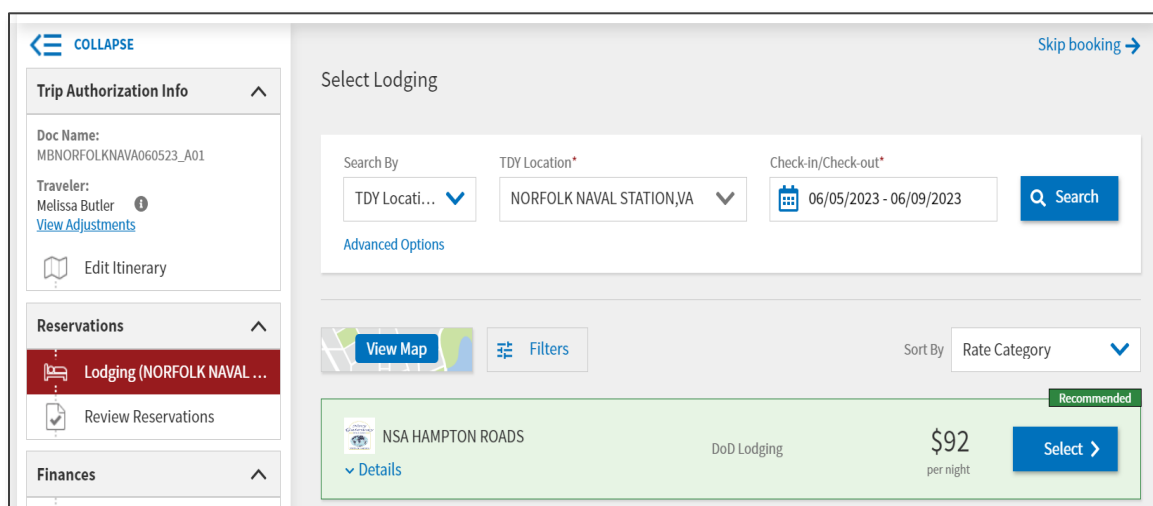 COLLAPSE
Skip booking
Trip Authorization Info
Select Lodging
Doc Name:
MBNORFOLKNAVA060523_A01
Traveler:
Melissa Butler
View Adjustments
Edit Itinerary
Search By
TDY Location*
Check-in/Check-out*
TDY Locati...
NORFOLK NAVAL STATION,VA
06/05/2023 - 06/09/2023
Search
Advanced Options
Reservations
Lodging (NORFOLK NAVAL ...
Review Reservations
Finances
View Map
Filters
Sort By
Rate Category
Recommended
NSA HAMPTON ROADS
Details
DoD Lodging
$92
per night
Select